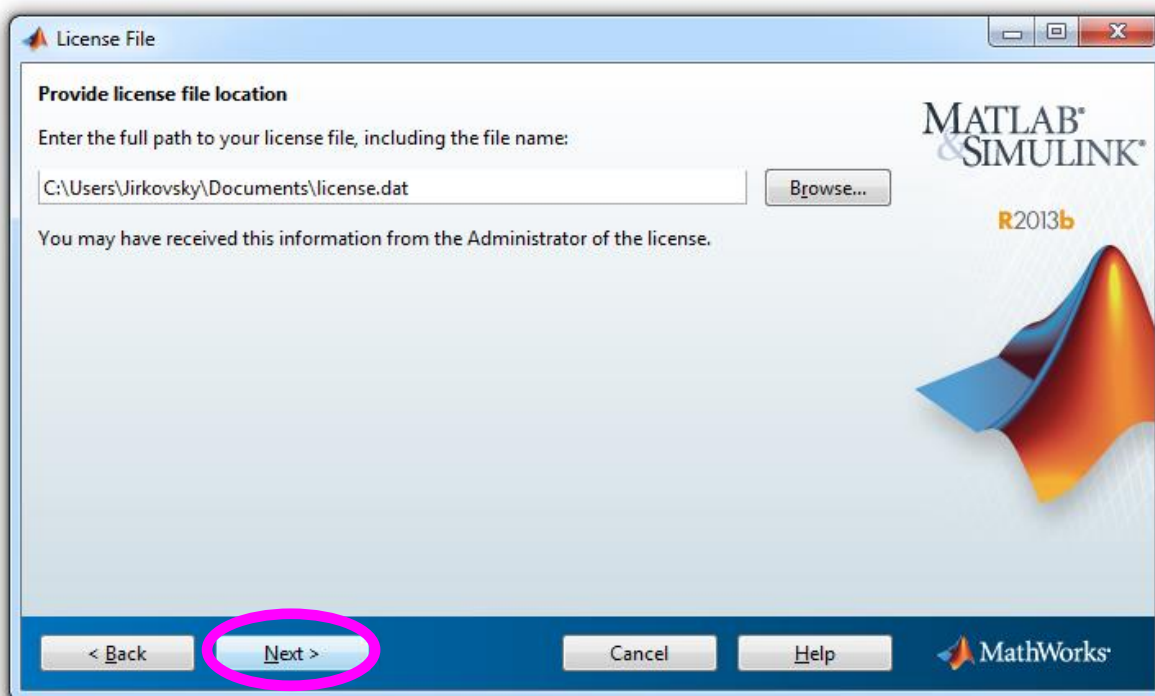 License File
Provide license file location
Enter the full path to your license file, including the file name:
C:\Users\Jirkovsky\Documents\license.dat
Browse...
You may have received this information from the Administrator of the license.
MATLAB®
&SIMULINK®
R2013b
< Back
Next >
Cancel
Help
MathWorks®